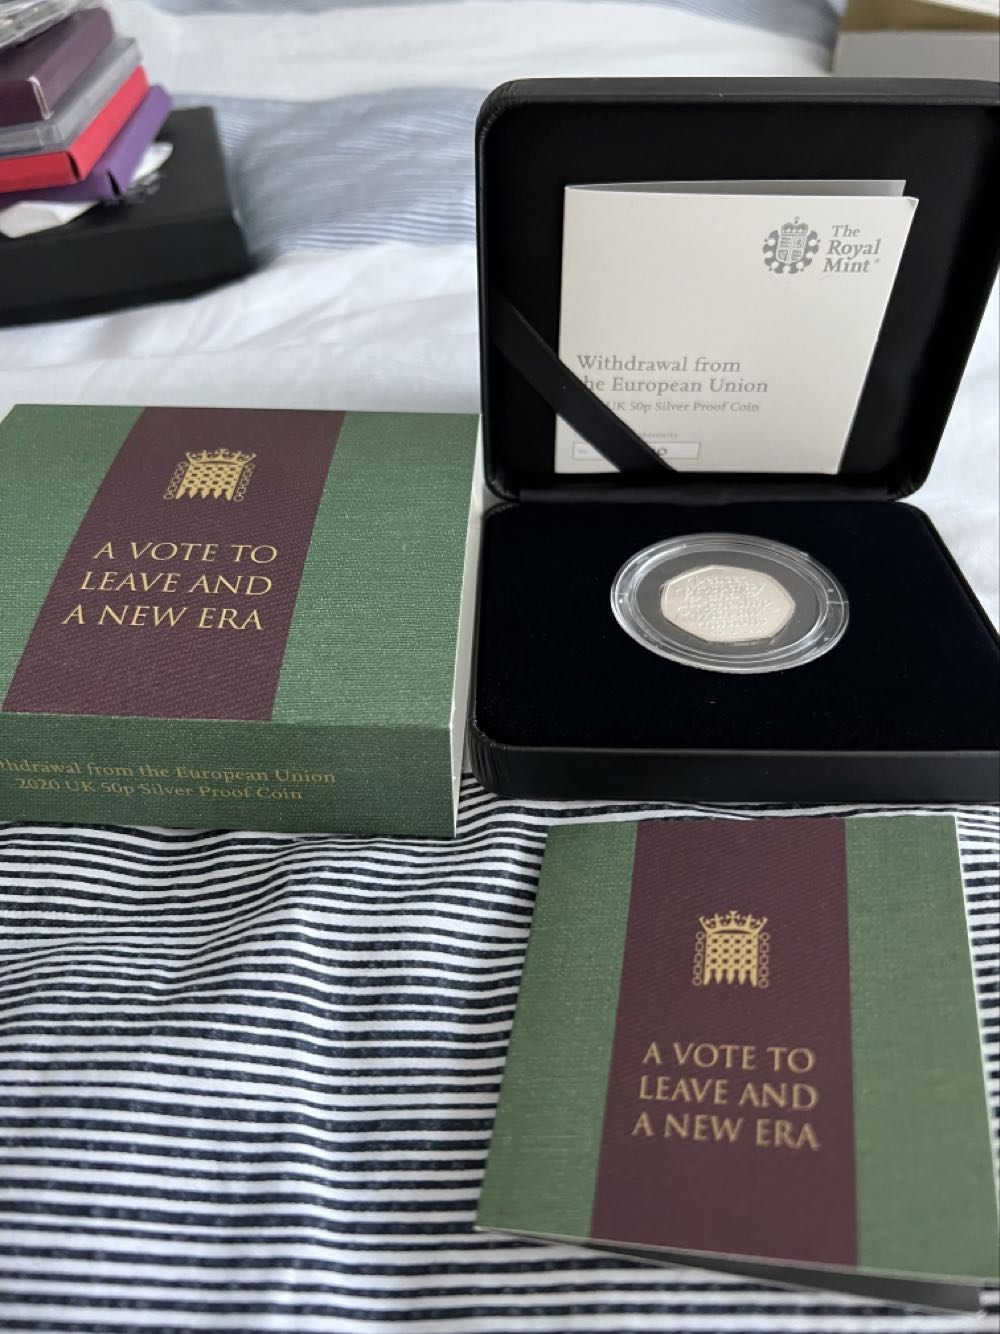 The
Royal
Mint
Withdrawal from
the European Union
UK 50p Silver Proof Coin
A VOTE TO
LEAVE AND
A NEW ERA
Withdrawal from the European Union
2020 UK 50p Silver Proof Coin
A VOTE TO
LEAVE AND
A NEW ERA